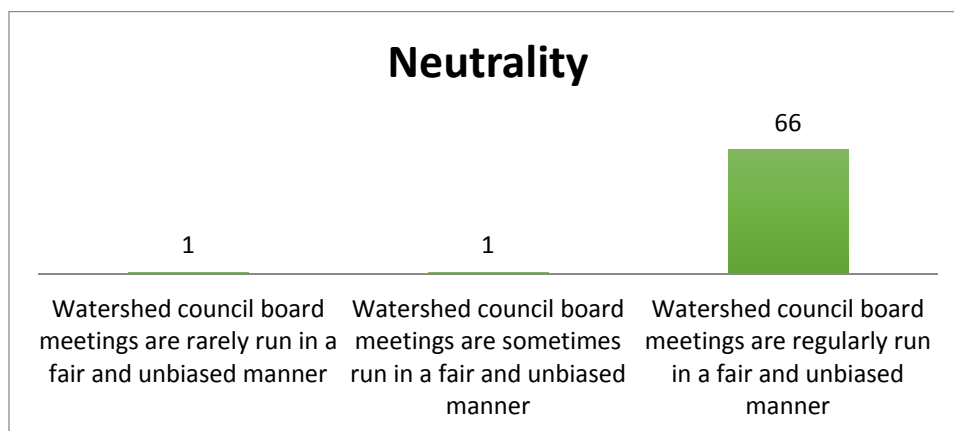 Neutrality
66
1
1
Watershed council board
meetings are rarely run in a
fair and unbiased manner
Watershed council board
meetings are sometimes
run in a fair and unbiased
manner
Watershed council board
meetings are regularly run
in a fair and unbiased
manner